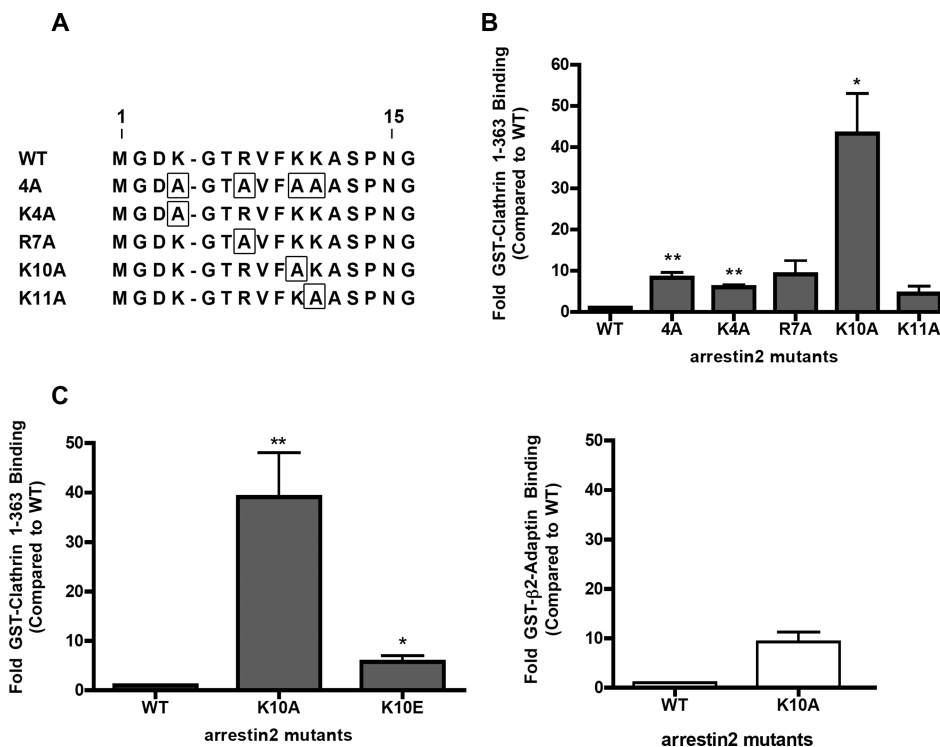 A
1 15
WT M G D K - G T R V F K K A S P N G
4A M G D A - G T A V F A A A S P N G
K4A M G D A - G T R V F K K A S P N G
R7A M G D K - G T A V F K K A S P N G
K10A M G D K - G T R V F A K A S P N G
K11A M G D K - G T R V F K A A S P N G
B
Fold GST-Clathrin 1-363 Binding
(Compared to WT)
60
50
40
30
20
10
0
** ** *
WT 4A K4A R7A K10A K11A
arrestin2 mutants
C
Fold GST-Clathrin 1-363 Binding
(Compared to WT)
50
40
30
20
10
0
** *
WT K10A K10E
arrestin2 mutants
Fold GST-β2-Adaptin Binding
(Compared to WT)
50
40
30
20
10
0
WT K10A
arrestin2 mutants